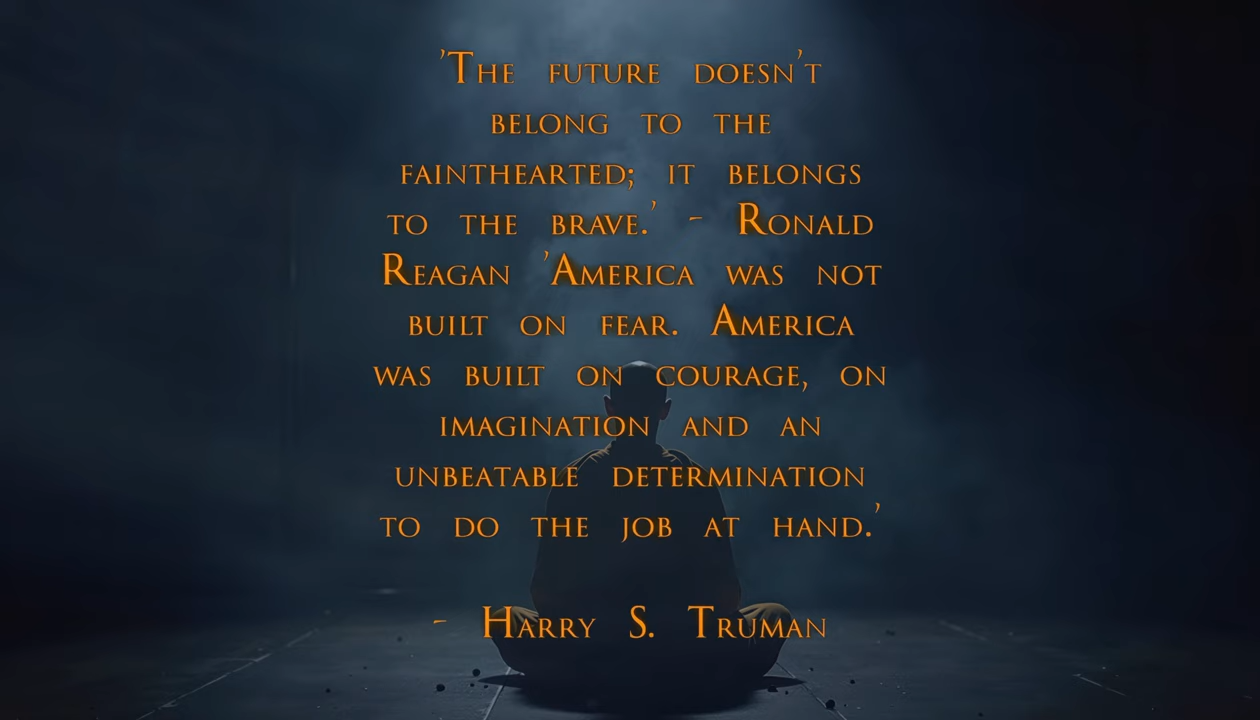 'The future doesn't
belong to the
fainthearted; it belongs
to the brave.' - Ronald
Reagan 'America was not
built on fear. America
was built on courage, on
imagination and an
unbeatable determination
to do the job at hand.'
- Harry S. Truman